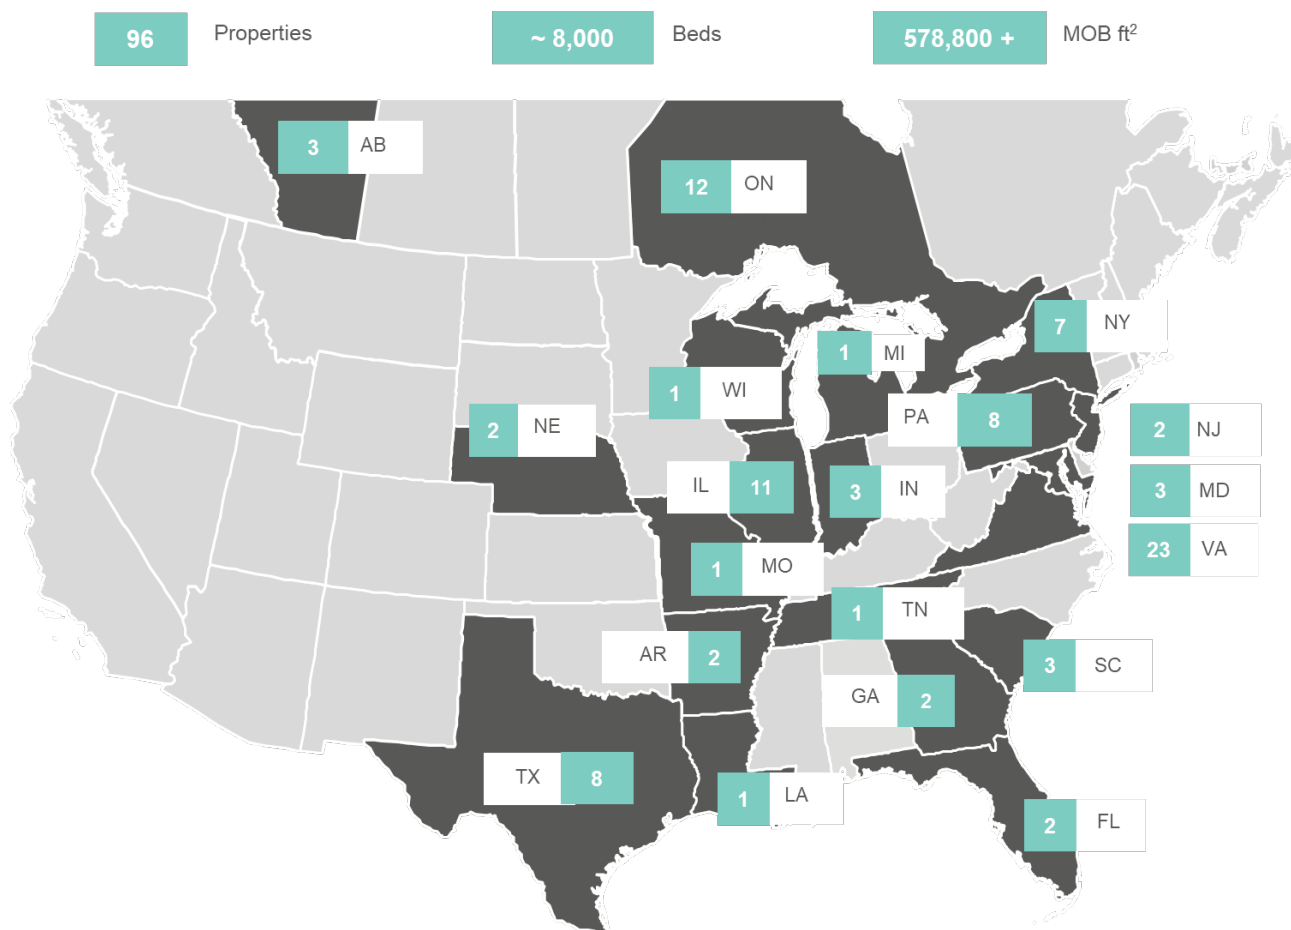 96 Properties ~ 8,000 Beds 578,800 + MOB ft²
3 AB
12 ON
7 NY
1 MI
1 WI
2 NE
PA 8
2 NJ
IL 11
3 IN
3 MD
23 VA
1 MO
1 TN
AR 2
3 SC
GA 2
TX 8
1 LA
2 FL